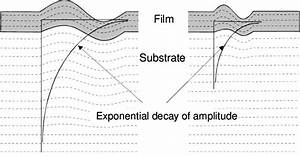 Film
Substrate
Exponential decay of amplitude